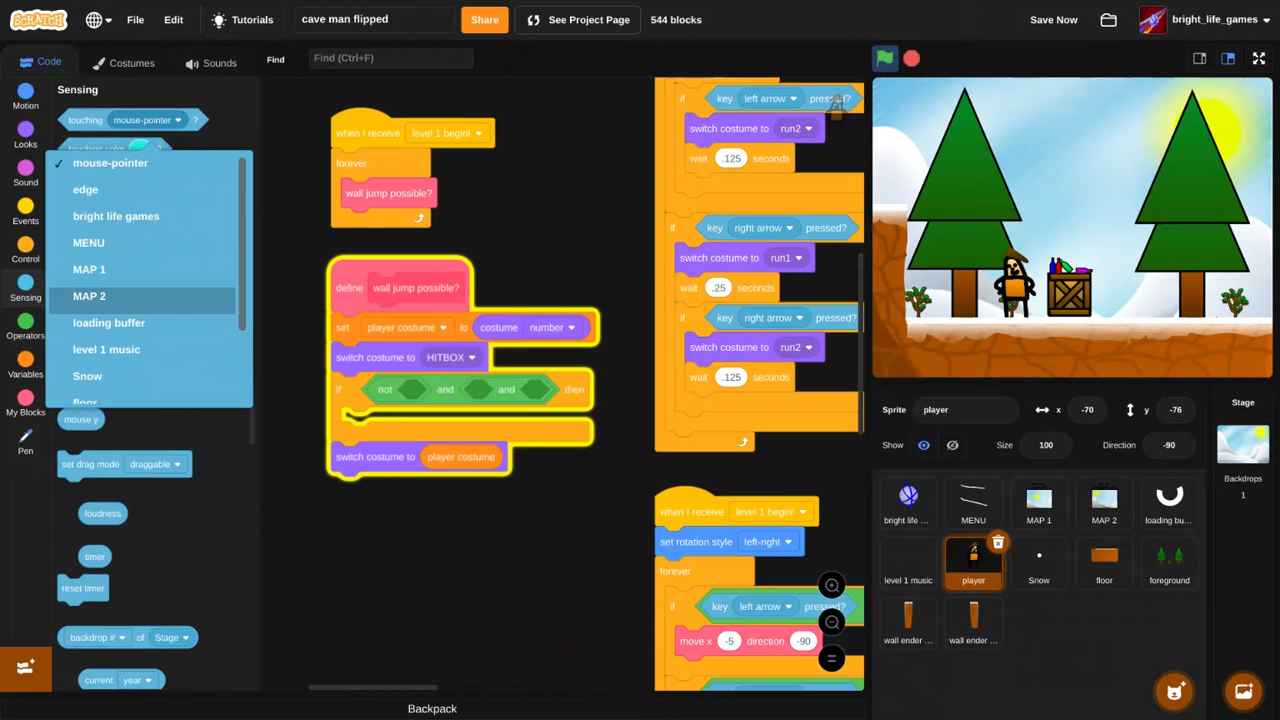 SCRATCH File Edit Tutorials cave man flipped Share See Project Page 544 blocks Save Now bright_life_games
Code Costumes Sounds Find Find (Ctrl+F)
Motion
Looks
Sound
Events
Control
Sensing
Operators
Variables
My Blocks
Pen
Sensing
touching mouse-pointer ?
✓ mouse-pointer
edge
bright life games
MENU
MAP 1
MAP 2
loading buffer
level 1 music
Snow
floor
mouse y
set drag mode draggable
loudness
timer
reset timer
backdrop # of Stage
current year
when I receive level 1 begin!
forever
wall jump possible?
define wall jump possible?
set player costume to costume number
switch costume to HITBOX
if not and and then
switch costume to player costume
if key left arrow pressed?
switch costume to run2
wait .125 seconds
if key right arrow pressed?
switch costume to run1
wait .25 seconds
if key right arrow pressed?
switch costume to run2
wait .125 seconds
when I receive level 1 begin!
set rotation style left-right
forever
if key left arrow pressed?
move x -5 direction -90
Backpack
Sprite player x -70 y -76
Show Size 100 Direction -90
bright life ... MENU MAP 1 MAP 2 loading bu...
level 1 music player Snow floor foreground
wall ender ... wall ender ...
Stage
Backdrops
1